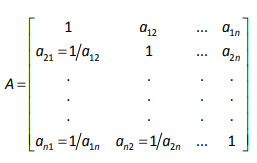 1 a₁₂ ... a₁ₙ
a₂₁ =1/a₁₂ 1 ... a₂ₙ
. . . .
A= . . . .
. . . .
aₙ₁ =1/a₁ₙ aₙ₂ =1/a₂ₙ ... 1